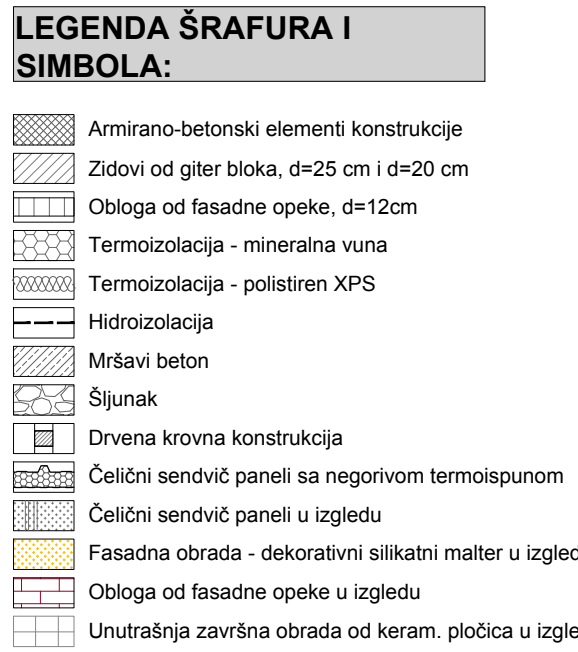 LEGENDA ŠRAFURA I
SIMBOLA:
Armirano-betonski elementi konstrukcije
Zidovi od giter bloka, d=25 cm i d=20 cm
Obloga od fasadne opeke, d=12cm
Termoizolacija - mineralna vuna
Termoizolacija - polistiren XPS
Hidroizolacija
Mršavi beton
Šljunak
Drvena krovna konstrukcija
Čelični sendvič paneli sa negorivom termoispunom
Čelični sendvič paneli u izgledu
Fasadna obrada - dekorativni silikatni malter u izgled
Obloga od fasadne opeke u izgledu
Unutrašnja završna obrada od keram. pločica u izgle